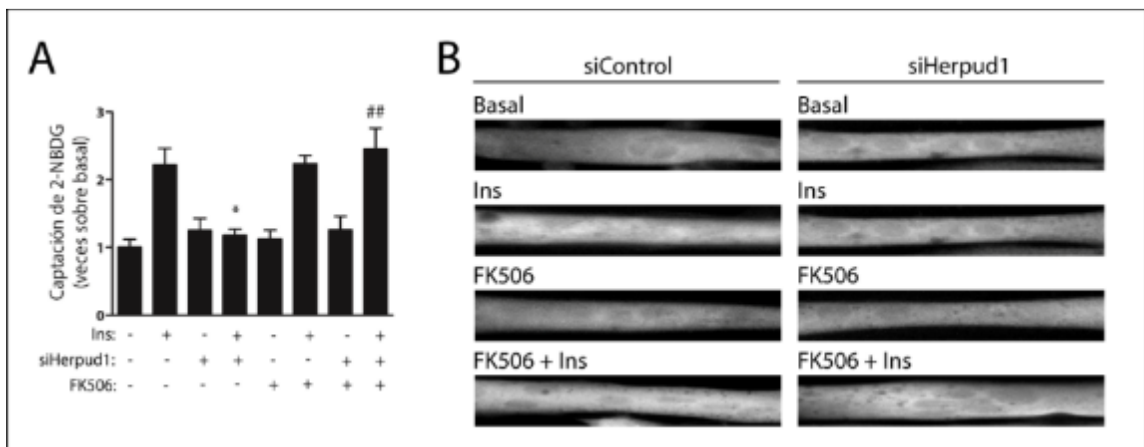 A
Captación de 2-NBDG
(veces sobre basal)
3
2
1
0
*
##
Ins: - + - + - + - +
siHerpud1: - - + + - - + +
FK506: - - - - + + + +
B
siControl siHerpud1
Basal Basal
Ins Ins
FK506 FK506
FK506 + Ins FK506 + Ins